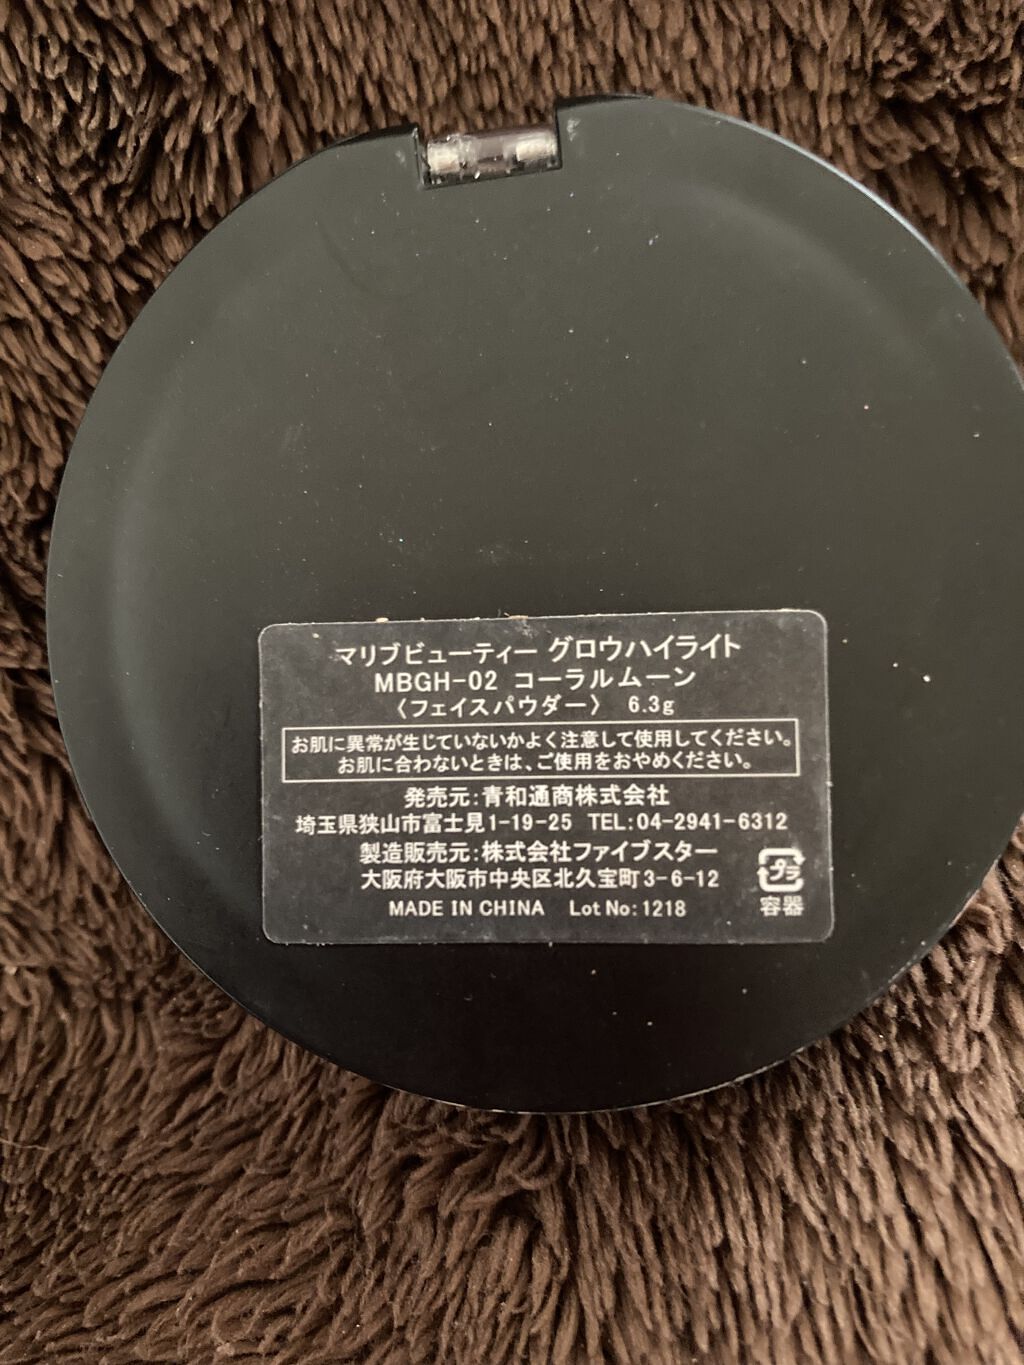 マリブビューティー グロウハイライト
MBGH-02 コーラルムーン
〈フェイスパウダー〉 6.3g
お肌に異常が生じていないかよく注意して使用してください。
お肌に合わないときは、ご使用をおやめください。
発売元:青和通商株式会社
埼玉県狭山市富士見1-19-25 TEL:04-2941-6312
製造販売元:株式会社ファイブスター
大阪府大阪市中央区北久宝町3-6-12
プラ
容器
MADE IN CHINA Lot No:1218